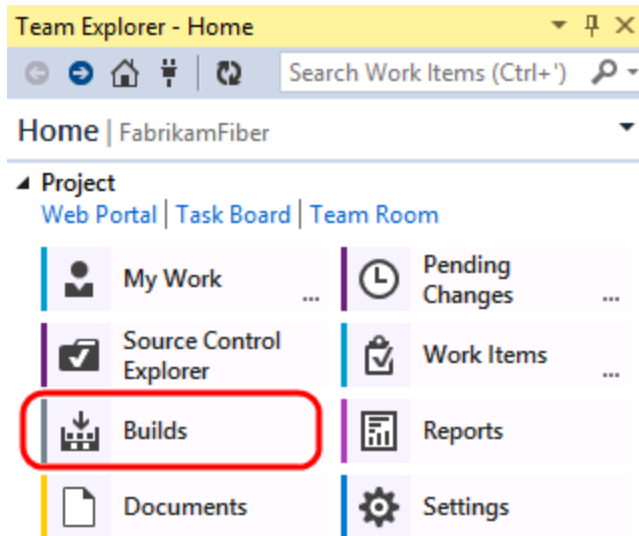 Team Explorer - Home
Search Work Items (Ctrl+')
Home | FabrikamFiber
Project
Web Portal | Task Board | Team Room
My Work ...
Pending
Changes ...
Source Control
Explorer
Work Items ...
Builds
Reports
Documents
Settings